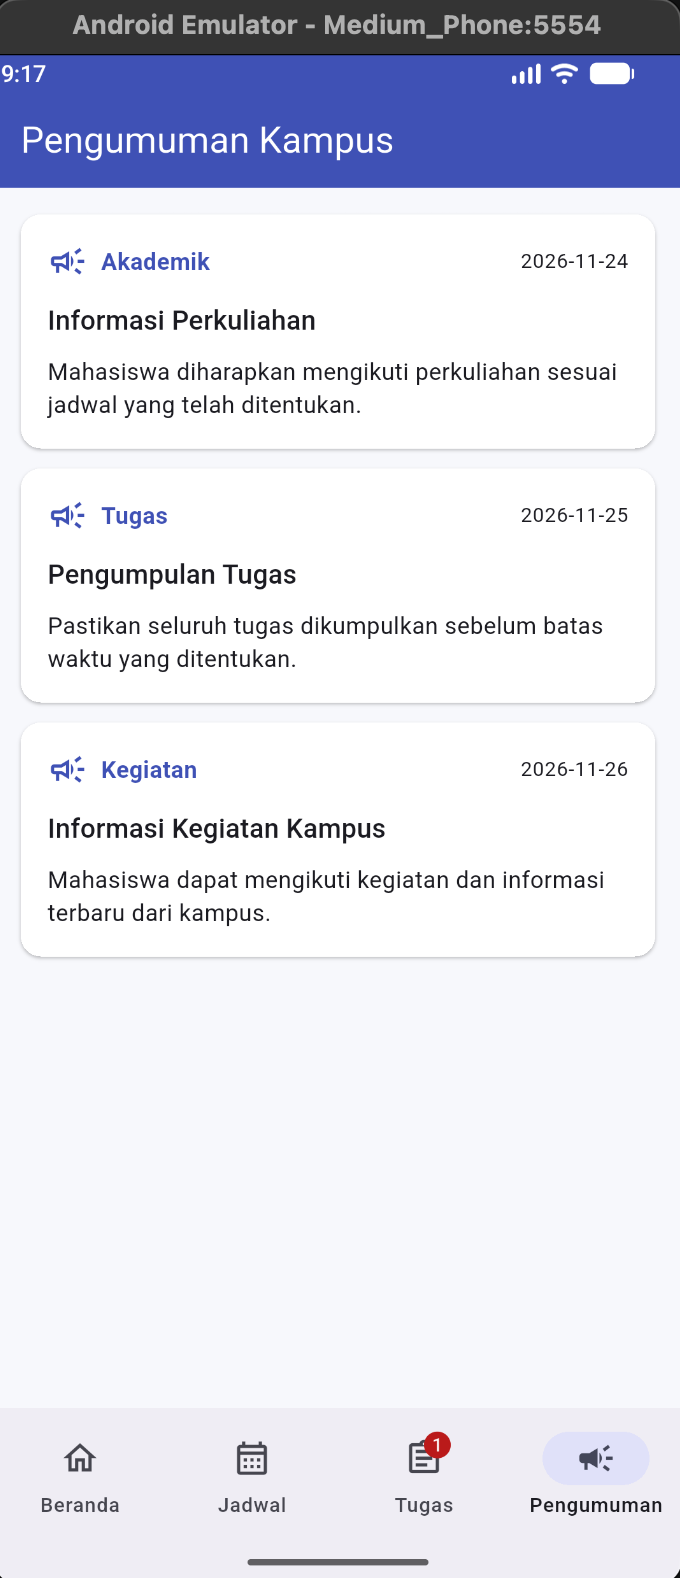 Android Emulator - Medium_Phone:5554
9:17
Pengumuman Kampus
Akademik 2026-11-24
Informasi Perkuliahan
Mahasiswa diharapkan mengikuti perkuliahan sesuai
jadwal yang telah ditentukan.
Tugas 2026-11-25
Pengumpulan Tugas
Pastikan seluruh tugas dikumpulkan sebelum batas
waktu yang ditentukan.
Kegiatan 2026-11-26
Informasi Kegiatan Kampus
Mahasiswa dapat mengikuti kegiatan dan informasi
terbaru dari kampus.
1
Beranda Jadwal Tugas Pengumuman